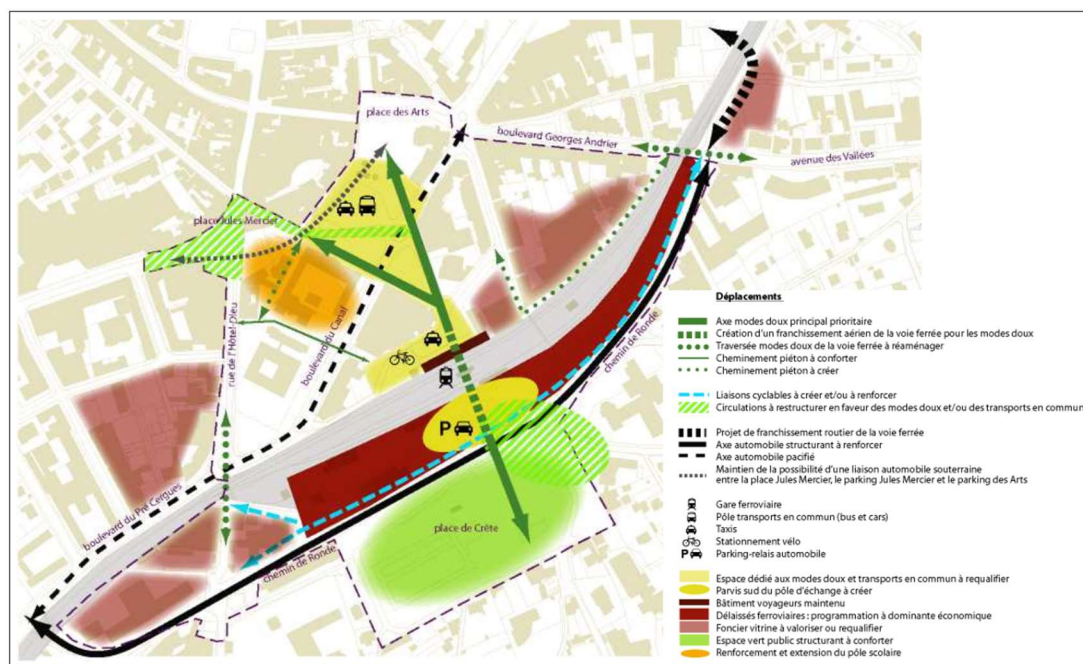 place des Arts
boulevard Georges Andrier
avenue des Vallées
place Jules Mercier
rue de l'Hôtel-Dieu
boulevard du Canal
chemin de Ronde
P
place de Crête
boulevard du Pré Cergues
chemin de Ronde
Déplacements
Axe modes doux principal prioritaire
Création d'un franchissement aérien de la voie ferrée pour les modes doux
Traversée modes doux de la voie ferrée à réaménager
Cheminement piéton à conforter
Cheminement piéton à créer
Liaisons cyclables à créer et/ou à renforcer
Circulations à restructurer en faveur des modes doux et/ou des transports en commun
Projet de franchissement routier de la voie ferrée
Axe automobile structurant à renforcer
Axe automobile pacifié
Maintien de la possibilité d'une liaison automobile souterraine
entre la place Jules Mercier, le parking Jules Mercier et le parking des Arts
Gare ferroviaire
Pôle transports en commun (bus et cars)
Taxis
Stationnement vélo
P Parking-relais automobile
Espace dédié aux modes doux et transports en commun à requalifier
Parvis sud du pôle d'échange à créer
Bâtiment voyageurs maintenu
Délaissés ferroviaires : programmation à dominante économique
Foncier vitrine à valoriser ou requalifier
Espace vert public structurant à conforter
Renforcement et extension du pôle scolaire